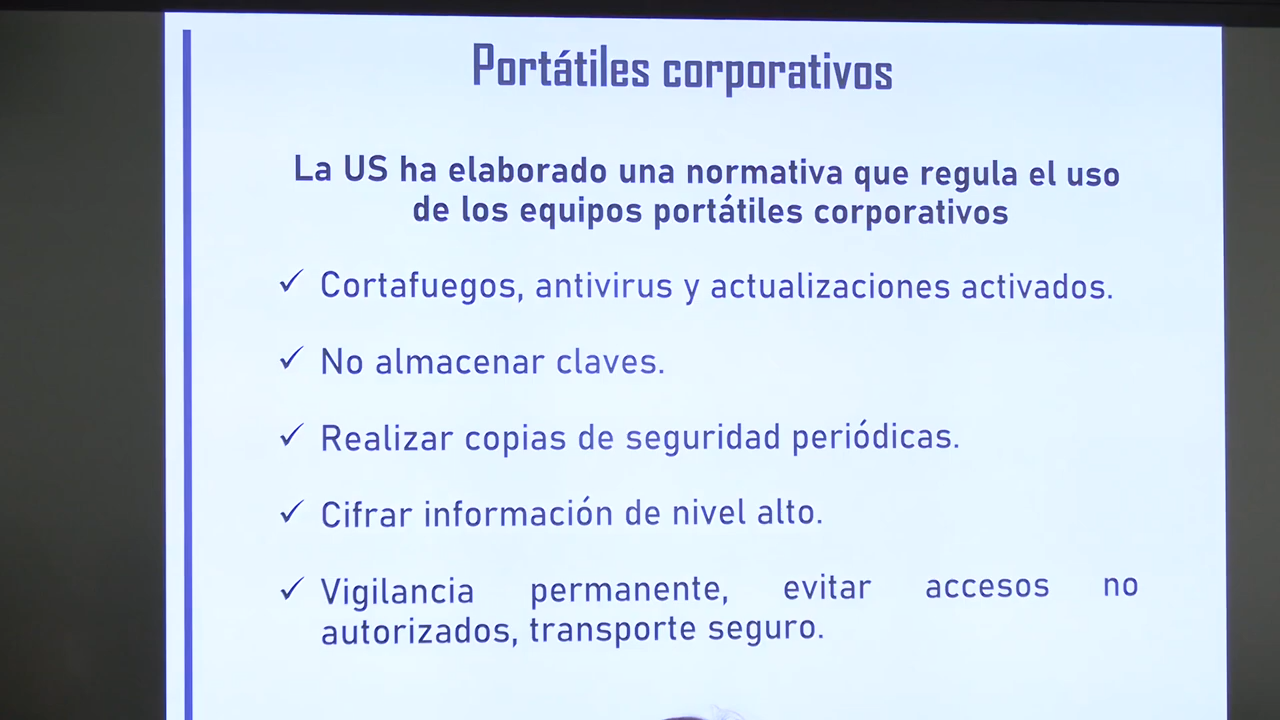 Portátiles corporativos
La US ha elaborado una normativa que regula el uso
de los equipos portátiles corporativos
✓ Cortafuegos, antivirus y actualizaciones activados.
✓ No almacenar claves.
✓ Realizar copias de seguridad periódicas.
✓ Cifrar información de nivel alto.
✓ Vigilancia permanente, evitar accesos no
autorizados, transporte seguro.